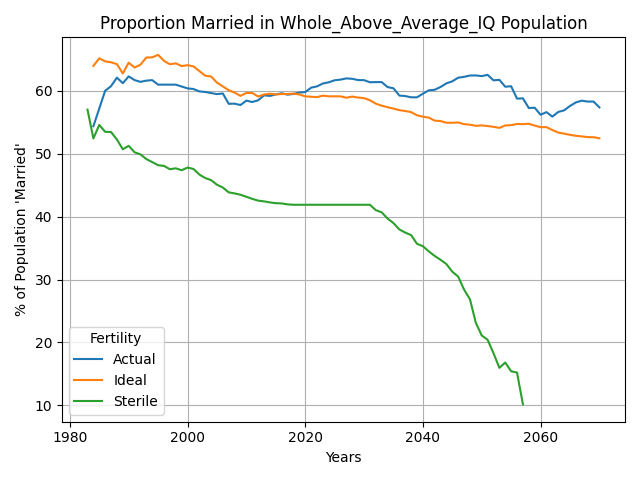 Proportion Married in Whole_Above_Average_IQ Population
% of Population 'Married'
60
50
40
30
20
10
Fertility
Actual
Ideal
Sterile
1980
2000
2020
2040
2060
Years